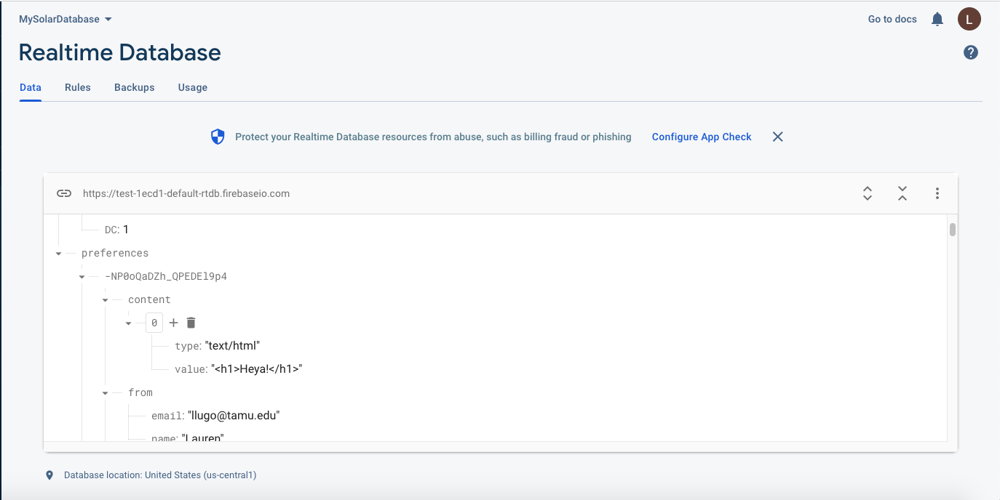 MySolarDatabase
Go to docs
L
Realtime Database
?
Data Rules Backups Usage
Protect your Realtime Database resources from abuse, such as billing fraud or phishing Configure App Check
https://test-1ecd1-default-rtdb.firebaseio.com
DC: 1
preferences
-NP0oQaDZh_QPEDEl9p4
content
0
type: "text/html"
value: "<h1>Heya!</h1>"
from
email: "llugo@tamu.edu"
name: "Lauren"
Database location: United States (us-central1)